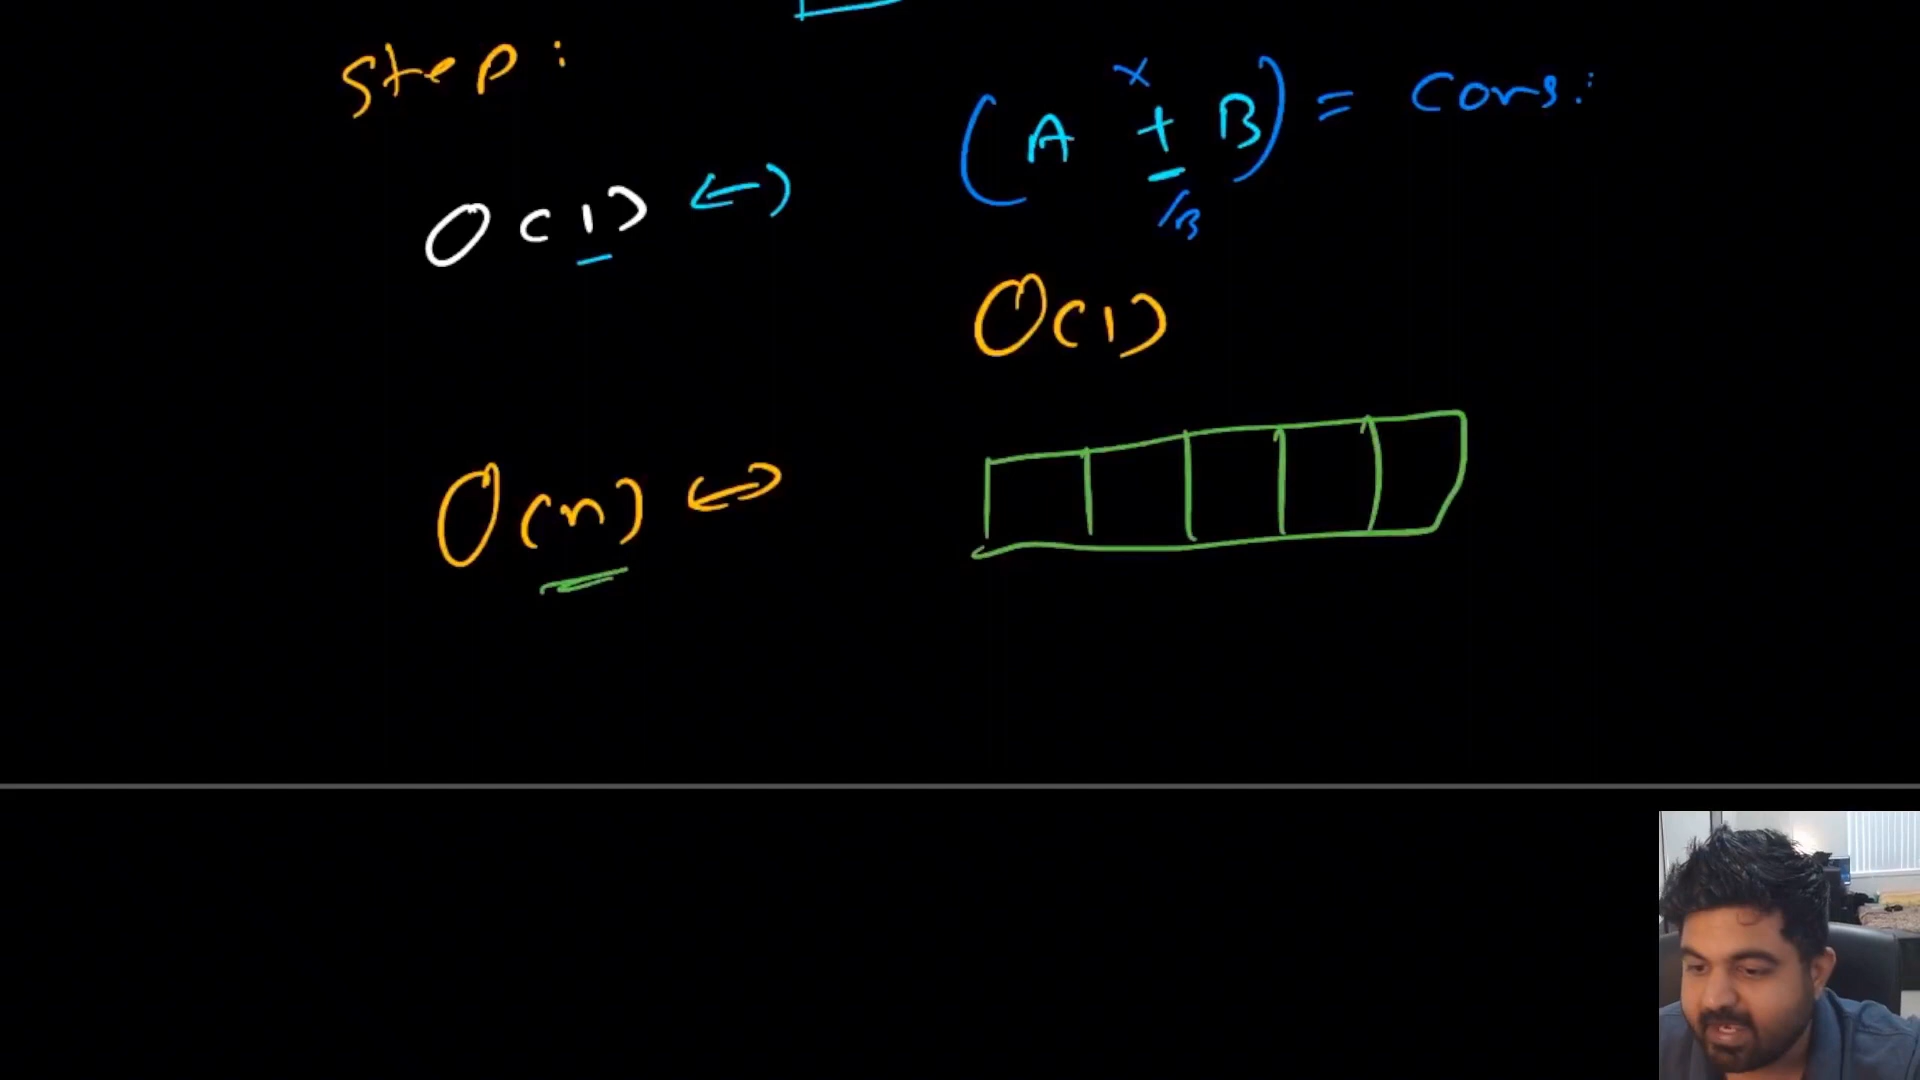 Step:
(A + B) = Cons.
x
/B
O(1) <->
O(1)
O(n) <->